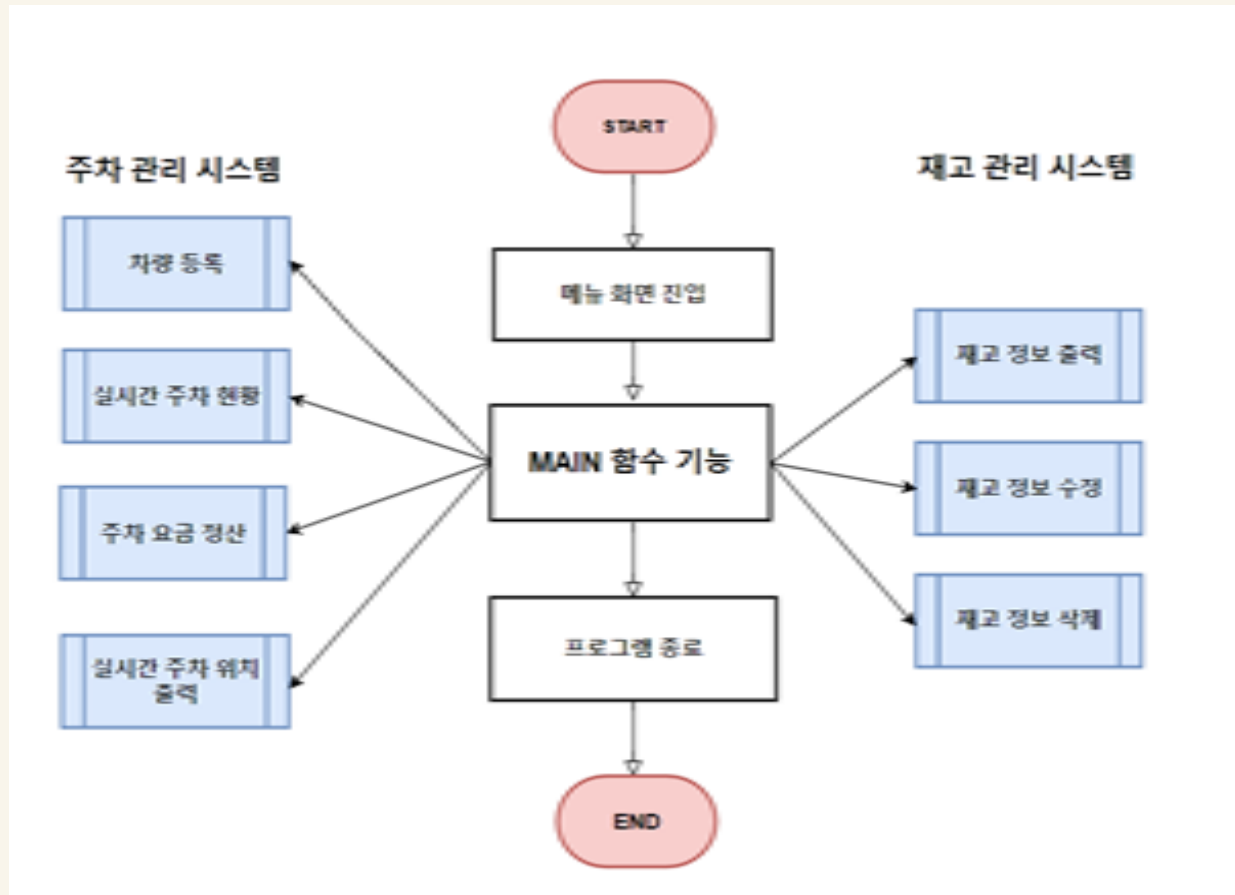 START
주차 관리 시스템
재고 관리 시스템
차량 등록
메뉴 화면 진입
재고 정보 출력
실시간 주차 현황
MAIN 함수 기능
재고 정보 수정
주차 요금 정산
프로그램 종료
재고 정보 삭제
실시간 주차 위치
출력
END